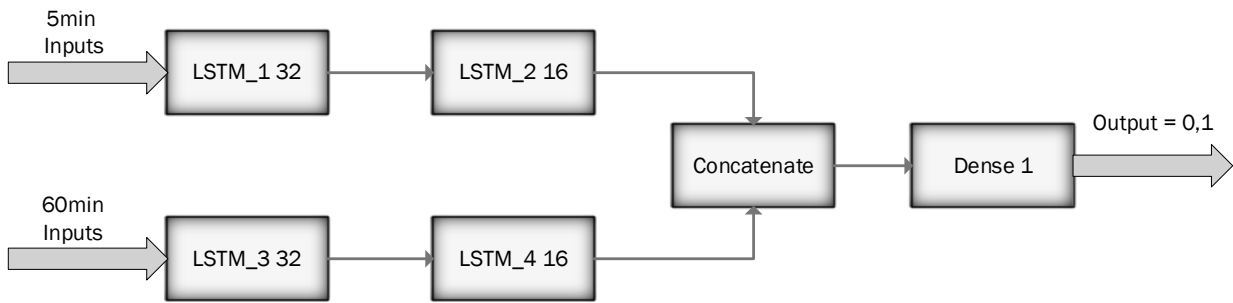 5min
Inputs
LSTM_1 32
LSTM_2 16
Concatenate
Dense 1
Output = 0,1
60min
Inputs
LSTM_3 32
LSTM_4 16